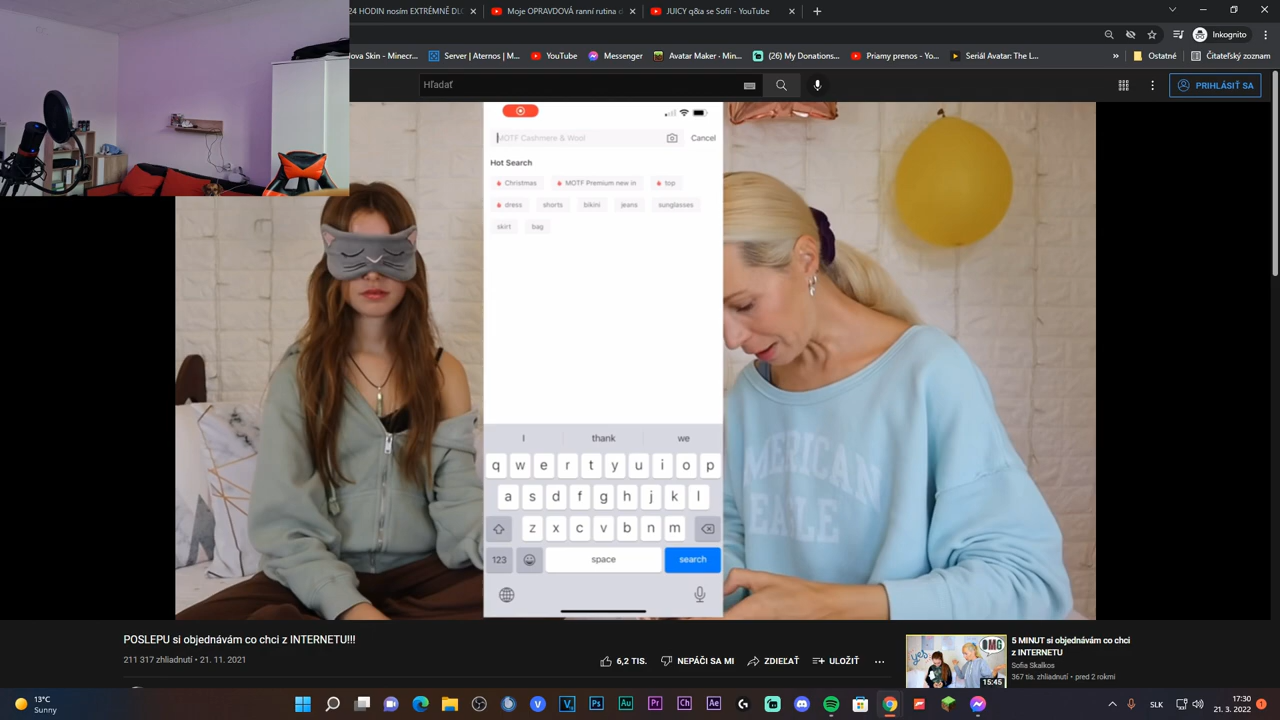 24 HODIN nosím EXTRÉMNĚ DL
Moje OPRAVDOVÁ ranní rutina
JUICY q&a se Sofií - YouTube
Inkognito
ova Skin - Minecr...
Server | Aternos | M...
YouTube
Messenger
Avatar Maker - Min...
(26) My Donations...
Priamy prenos - Yo...
Seriál Avatar: The L...
»
Ostatné
Čitateľský zoznam
Hľadať
PRIHLÁSIŤ SA
MOTF Cashmere & Wool
Cancel
Hot Search
Christmas
MOTF Premium new in
top
dress
shorts
bikini
jeans
sunglasses
skirt
bag
AMERICAN
EAGLE
I
thank
we
q w e r t y u i o p
a s d f g h j k l
z x c v b n m
123
space
search
POSLEPU si objednávám co chci z INTERNETU!!!
211 317 zhliadnutí • 21. 11. 2021
6,2 TIS.
NEPÁČI SA MI
ZDIEĽAŤ
ULOŽIŤ
yes
OMG
15:45
5 MINUT si objednávám co chci
z INTERNETU
Sofia Skalkos
367 tis. zhliadnutí • pred 2 rokmi
13°C
Sunny
SLK
17:30
21. 3. 2022
1